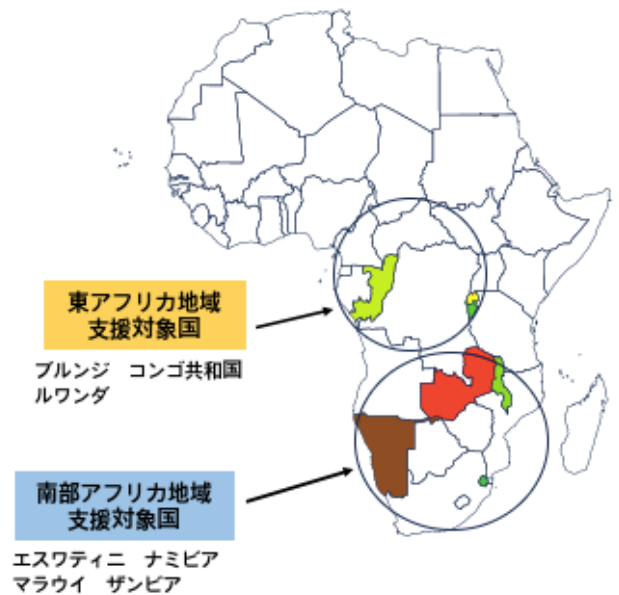 東アフリカ地域
支援対象国
ブルンジ　コンゴ共和国
ルワンダ
南部アフリカ地域
支援対象国
エスワティニ　ナミビア
マラウイ　ザンビア